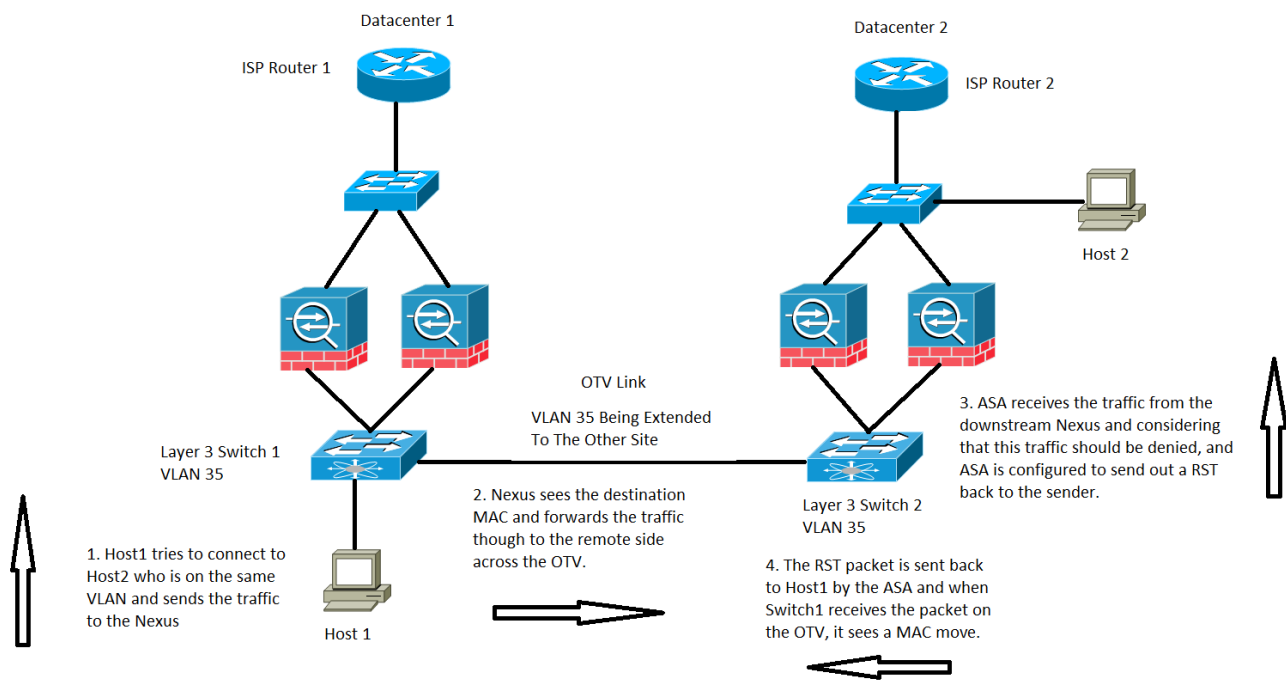 Datacenter 1
Datacenter 2
ISP Router 1
ISP Router 2
Host 2
OTV Link
VLAN 35 Being Extended
To The Other Site
Layer 3 Switch 1
VLAN 35
Layer 3 Switch 2
VLAN 35
1. Host1 tries to connect to
Host2 who is on the same
VLAN and sends the traffic
to the Nexus
Host 1
2. Nexus sees the destination
MAC and forwards the traffic
though to the remote side
across the OTV.
3. ASA receives the traffic from the
downstream Nexus and considering
that this traffic should be denied, and
ASA is configured to send out a RST
back to the sender.
4. The RST packet is sent back
to Host1 by the ASA and when
Switch1 receives the packet on
the OTV, it sees a MAC move.